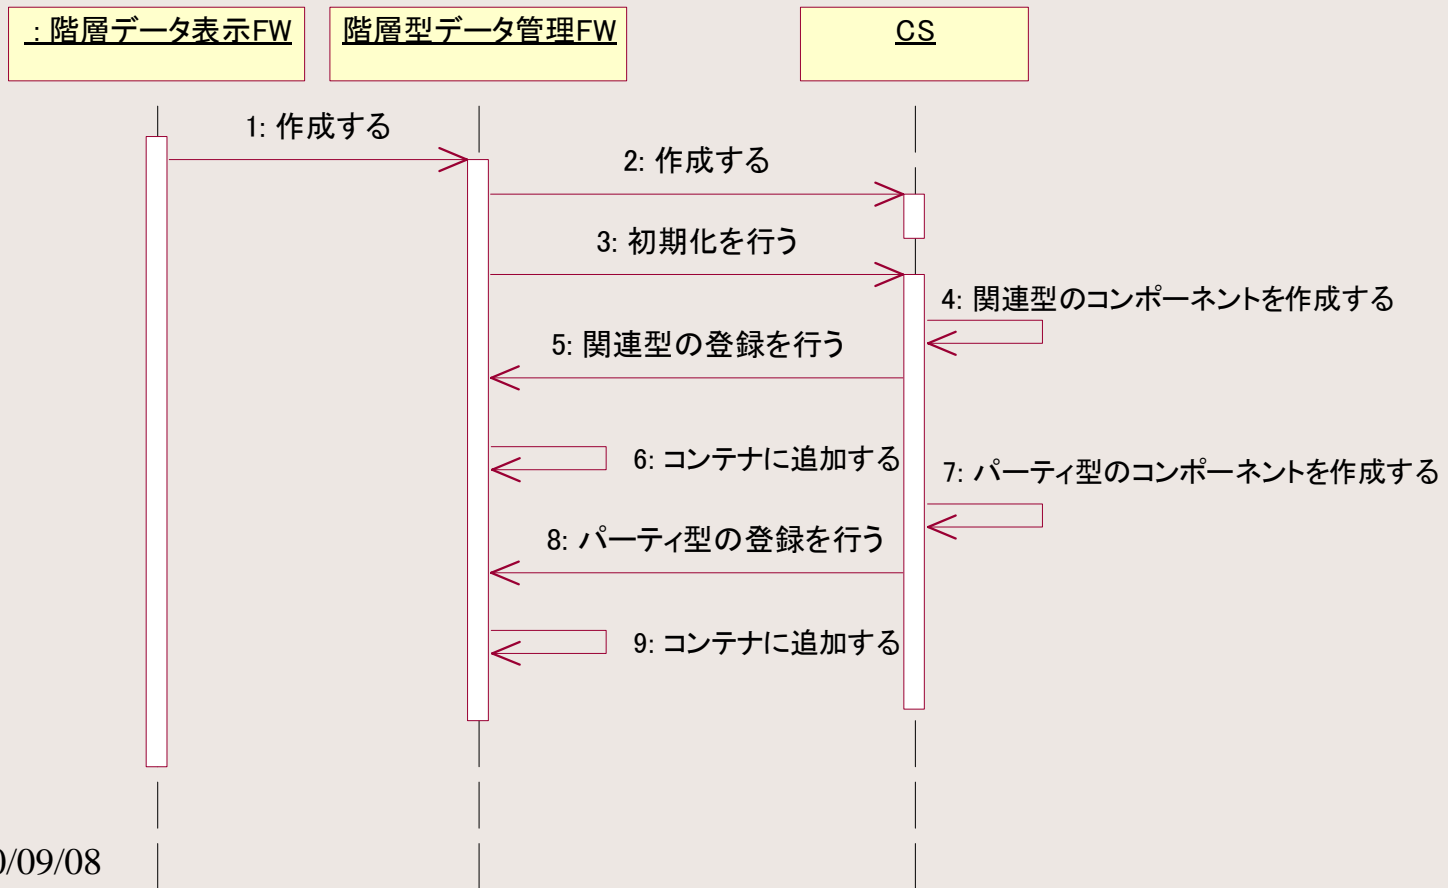 : 階層データ表示FW
階層型データ管理FW
CS
1: 作成する
2: 作成する
3: 初期化を行う
4: 関連型のコンポーネントを作成する
5: 関連型の登録を行う
6: コンテナに追加する
7: パーティ型のコンポーネントを作成する
8: パーティ型の登録を行う
9: コンテナに追加する
0/09/08